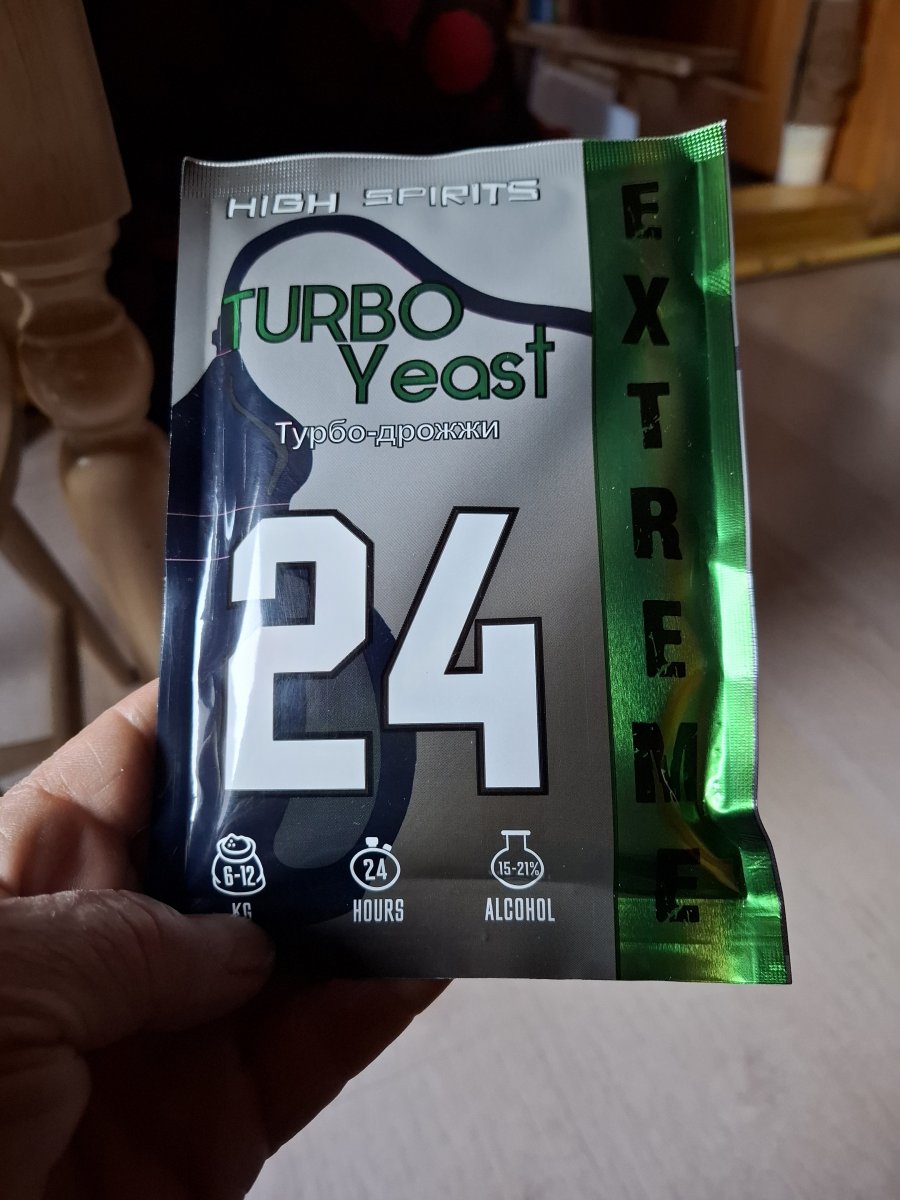 HIGH SPIRITS
TURBO
Yeast
Турбо-дрожжи
24
6-12
KG
24
HOURS
15-21%
ALCOHOL
EXTREME